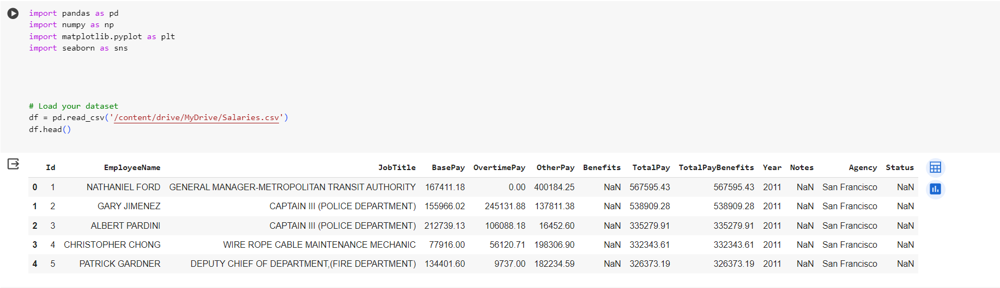 import pandas as pd
import numpy as np
import matplotlib.pyplot as plt
import seaborn as sns
# Load your dataset
df = pd.read_csv('/content/drive/MyDrive/Salaries.csv')
df.head()
Id EmployeeName JobTitle BasePay OvertimePay OtherPay Benefits TotalPay TotalPayBenefits Year Notes Agency Status
0 1 NATHANIEL FORD GENERAL MANAGER-METROPOLITAN TRANSIT AUTHORITY 167411.18 0.00 400184.25 NaN 567595.43 567595.43 2011 NaN San Francisco NaN
1 2 GARY JIMENEZ CAPTAIN III (POLICE DEPARTMENT) 155966.02 245131.88 137811.38 NaN 538909.28 538909.28 2011 NaN San Francisco NaN
2 3 ALBERT PARDINI CAPTAIN III (POLICE DEPARTMENT) 212739.13 106088.18 16452.60 NaN 335279.91 335279.91 2011 NaN San Francisco NaN
3 4 CHRISTOPHER CHONG WIRE ROPE CABLE MAINTENANCE MECHANIC 77916.00 56120.71 198306.90 NaN 332343.61 332343.61 2011 NaN San Francisco NaN
4 5 PATRICK GARDNER DEPUTY CHIEF OF DEPARTMENT,(FIRE DEPARTMENT) 134401.60 9737.00 182234.59 NaN 326373.19 326373.19 2011 NaN San Francisco NaN